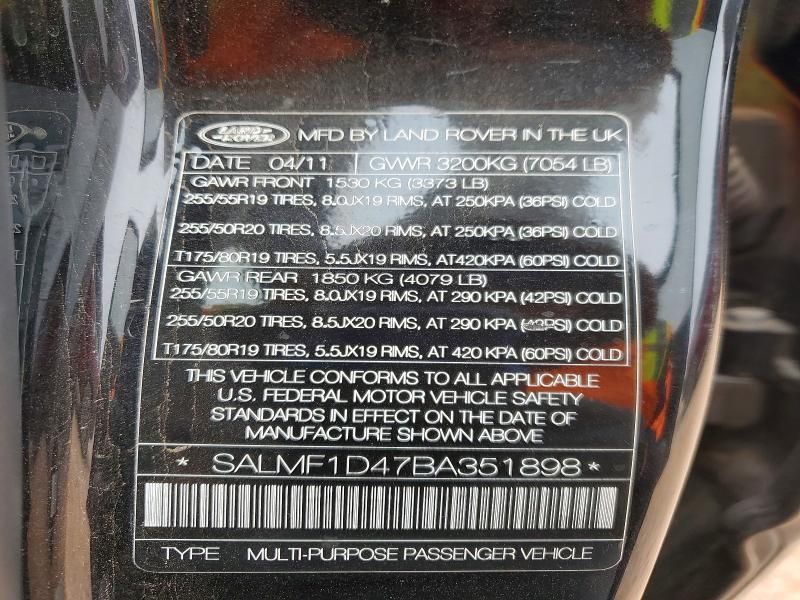 LAND ROVER MFD BY LAND ROVER IN THE UK
DATE 04/11 GVWR 3200KG (7054 LB)
GAWR FRONT 1530 KG (3373 LB)
255/55R19 TIRES, 8.0JX19 RIMS, AT 250KPA (36PSI) COLD
255/50R20 TIRES, 8.5JX20 RIMS, AT 250KPA (36PSI) COLD
T175/80R19 TIRES, 5.5JX19 RIMS, AT420KPA (60PSI) COLD
GAWR REAR 1850 KG (4079 LB)
255/55R19 TIRES, 8.0JX19 RIMS, AT 290 KPA (42PSI) COLD
255/50R20 TIRES, 8.5JX20 RIMS, AT 290 KPA (42PSI) COLD
T175/80R19 TIRES, 5.5JX19 RIMS, AT 420 KPA (60PSI) COLD
THIS VEHICLE CONFORMS TO ALL APPLICABLE
U.S. FEDERAL MOTOR VEHICLE SAFETY
STANDARDS IN EFFECT ON THE DATE OF
MANUFACTURE SHOWN ABOVE
* SALMF1D47BA351898 *
TYPE MULTI-PURPOSE PASSENGER VEHICLE